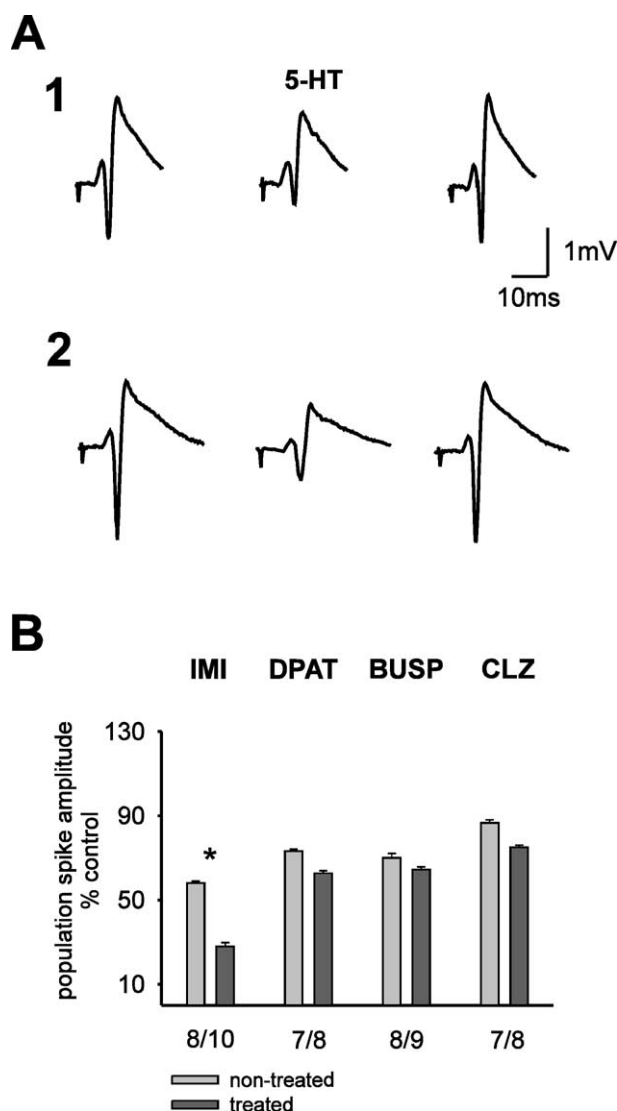 A
1
5-HT
1mV
10ms
2
B
IMI DPAT BUSP CLZ
population spike amplitude
% control
130
90
50
10
*
8/10 7/8 8/9 7/8
non-treated
treated